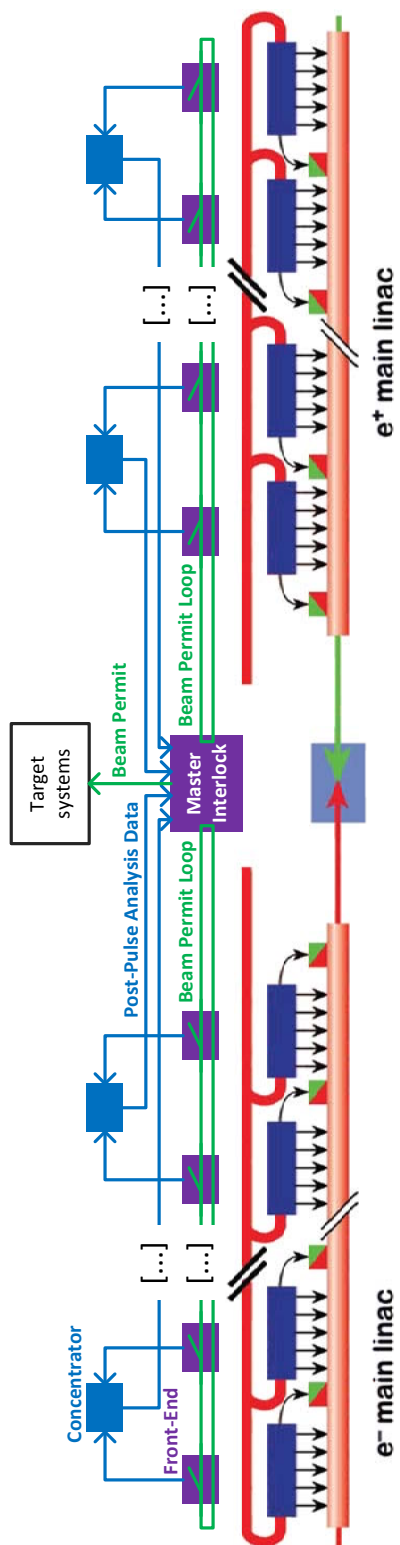 Target
systems
Beam Permit
Post-Pulse Analysis Data
Concentrator
Front-End
[...]
[...]
Beam Permit Loop
Master
Interlock
Beam Permit Loop
[...]
[...]
e⁻ main linac
e⁺ main linac